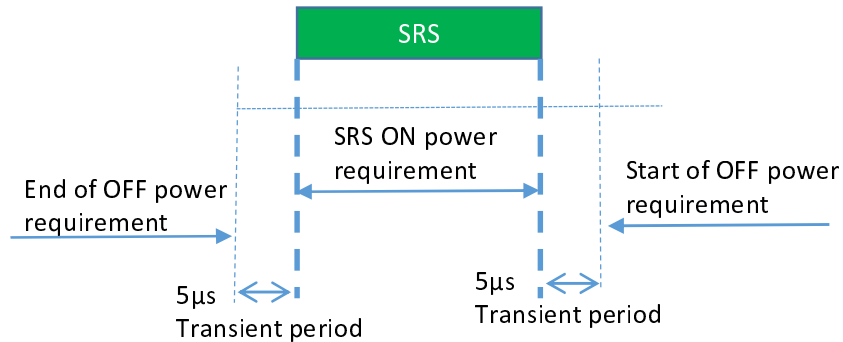 SRS
SRS ON power
requirement
End of OFF power
requirement
Start of OFF power
requirement
5µs
Transient period
5µs
Transient period